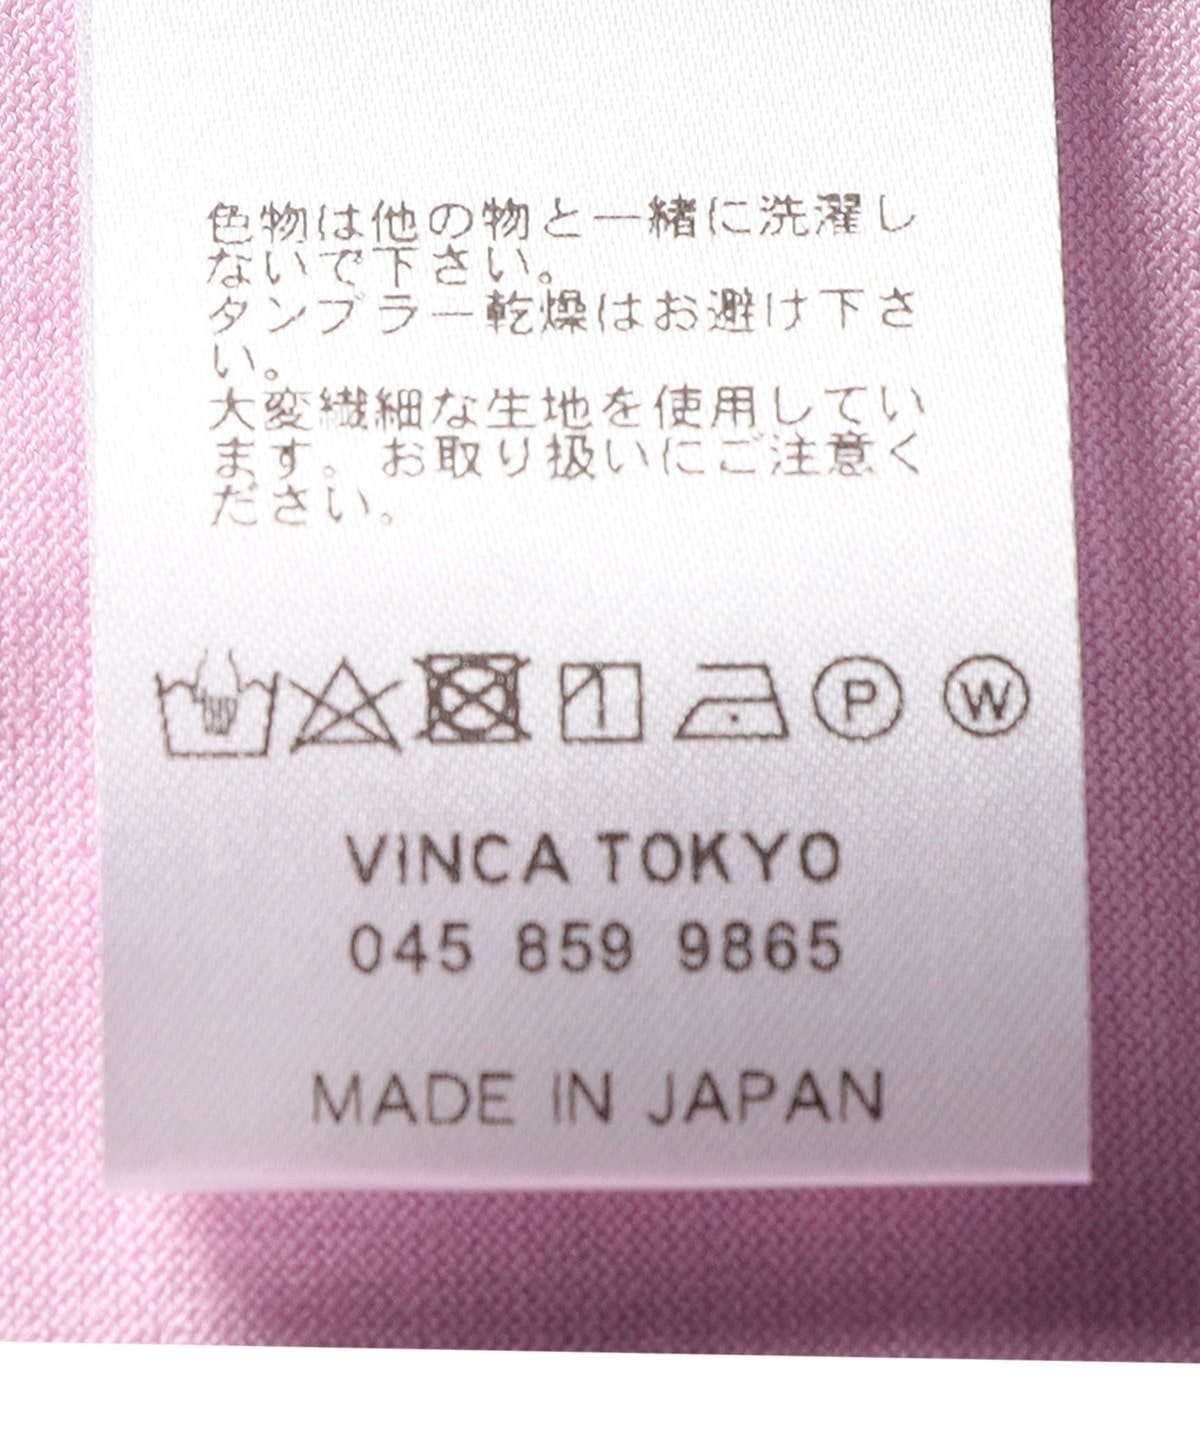 色物は他の物と一緒に洗濯し
ないで下さい。
タンブラー乾燥はお避け下さ
い。
大変繊細な生地を使用してい
ます。お取り扱いにご注意く
ださい。
P W
VINCA TOKYO
045 859 9865
MADE IN JAPAN